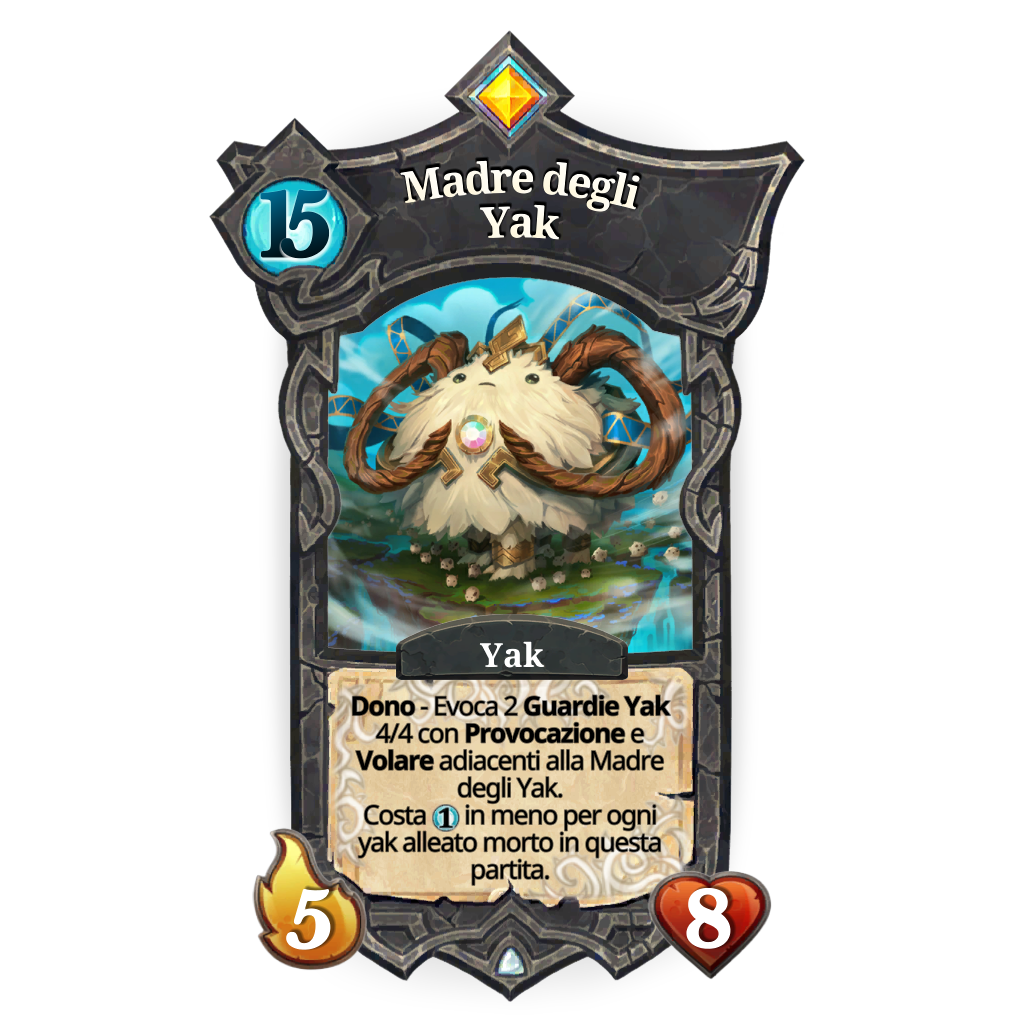 15
Madre degli
Yak
Yak
Dono - Evoca 2 Guardie Yak
4/4 con Provocazione e
Volare adiacenti alla Madre
degli Yak.
Costa 1 in meno per ogni
yak alleato morto in questa
partita.
5
8